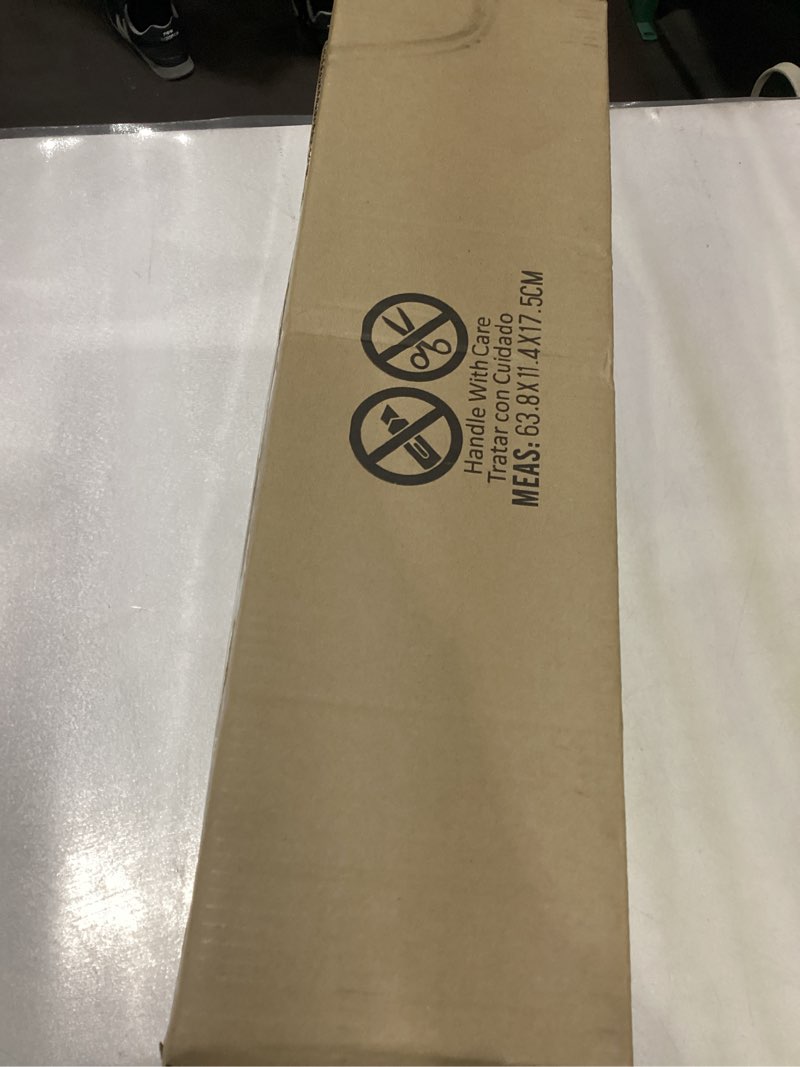 Handle With Care
Tratar con Cuidado
MEAS: 63.8X11.4X17.5CM